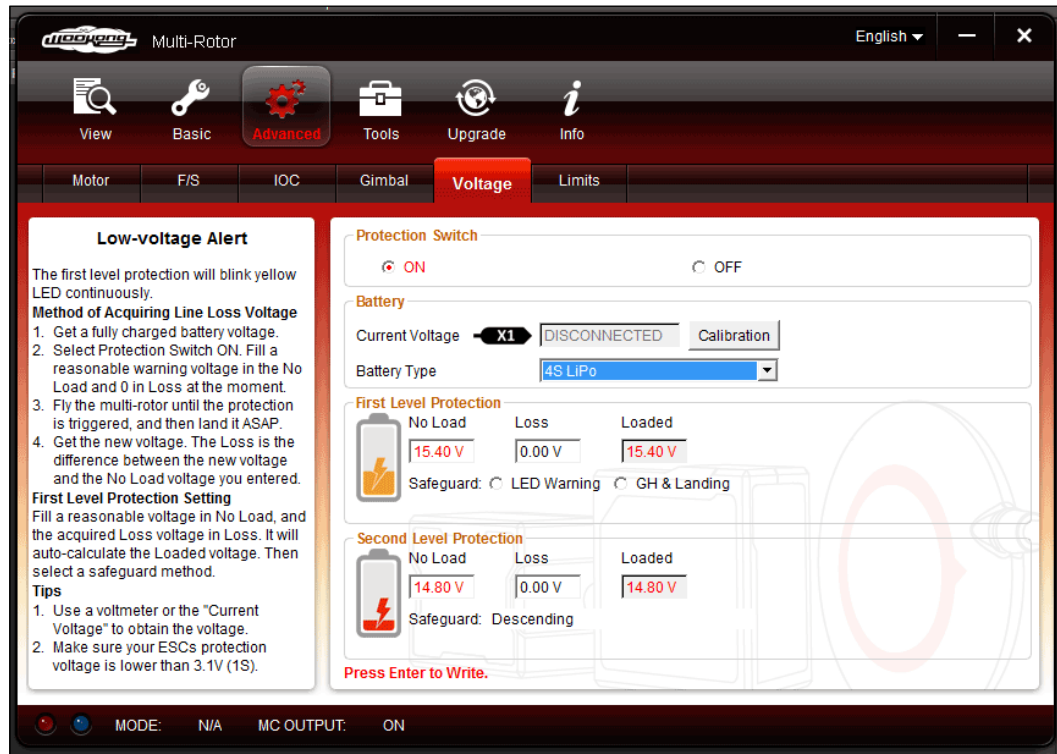 WooKong Multi-Rotor English
View Basic Advanced Tools Upgrade Info
Motor F/S IOC Gimbal Voltage Limits
Low-voltage Alert
The first level protection will blink yellow
LED continuously.
Method of Acquiring Line Loss Voltage
1. Get a fully charged battery voltage.
2. Select Protection Switch ON. Fill a
reasonable warning voltage in the No
Load and 0 in Loss at the moment.
3. Fly the multi-rotor until the protection
is triggered, and then land it ASAP.
4. Get the new voltage. The Loss is the
difference between the new voltage
and the No Load voltage you entered.
First Level Protection Setting
Fill a reasonable voltage in No Load, and
the acquired Loss voltage in Loss. It will
auto-calculate the Loaded voltage. Then
select a safeguard method.
Tips
1. Use a voltmeter or the "Current
Voltage" to obtain the voltage.
2. Make sure your ESCs protection
voltage is lower than 3.1V (1S).
Protection Switch
ON OFF
Battery
Current Voltage X1 DISCONNECTED Calibration
Battery Type 4S LiPo
First Level Protection
No Load Loss Loaded
15.40 V 0.00 V 15.40 V
Safeguard: LED Warning GH & Landing
Second Level Protection
No Load Loss Loaded
14.80 V 0.00 V 14.80 V
Safeguard: Descending
Press Enter to Write.
MODE: N/A MC OUTPUT: ON